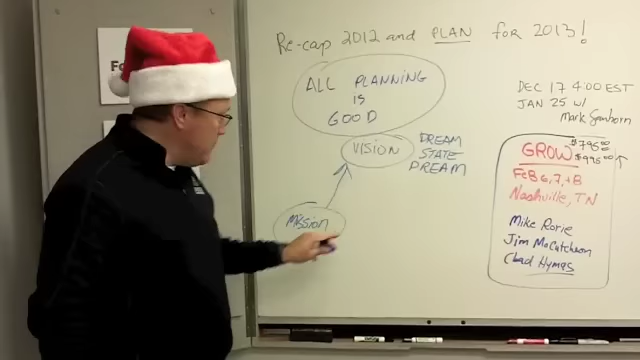 Re-cap 2012 and PLAN for 2013!
ALL PLANNING
is
GOOD
VISION
DREAM
STATE
DREAM
Mission
DEC 17 4:00 EST
JAN 25 w/
Mark Sanborn
GROW $795.00
$995.00 ↑
FeB 6, 7, + 8
Nashville, TN
Mike Rorie
Jim McCutcheon
Chad Hymas